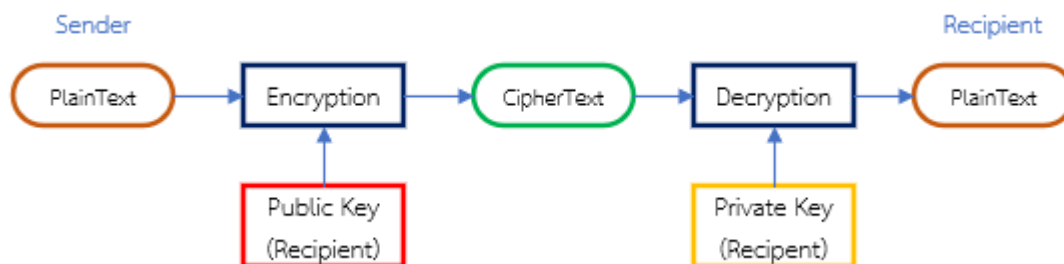 Sender
Recipient
PlainText
Encryption
CipherText
Decryption
PlainText
Public Key
(Recipient)
Private Key
(Recipent)